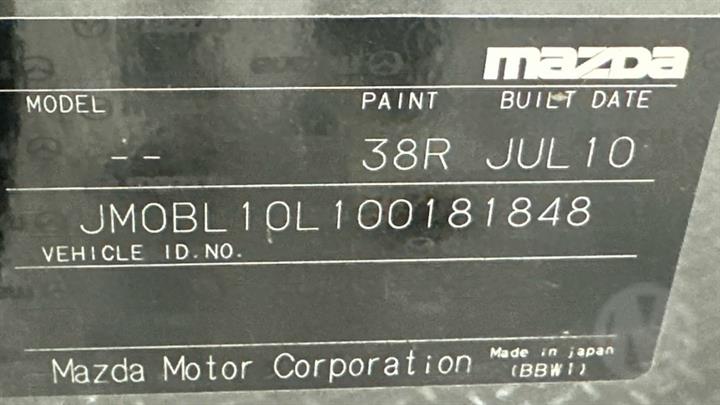 mazda
MODEL PAINT BUILT DATE
-- 38R JUL10
JM0BL10L100181848
VEHICLE ID.NO.
Mazda Motor Corporation Made in japan
(BBW1)